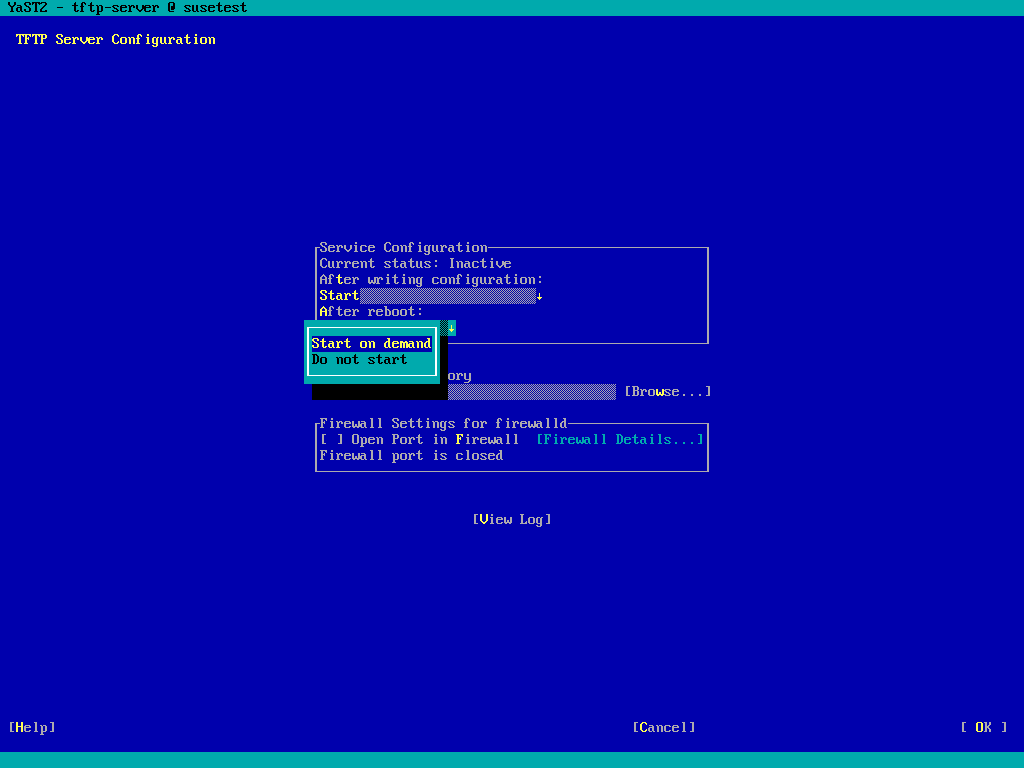 YaST2 - tftp-server @ susetest
TFTP Server Configuration
Service Configuration
Current status: Inactive
After writing configuration:
Start↓
After reboot:
↓
Start on demand
Do not start
ory
[Browse...]
Firewall Settings for firewalld
[ ] Open Port in Firewall [Firewall Details...]
Firewall port is closed
[View Log]
[Help] [Cancel] [ OK ]